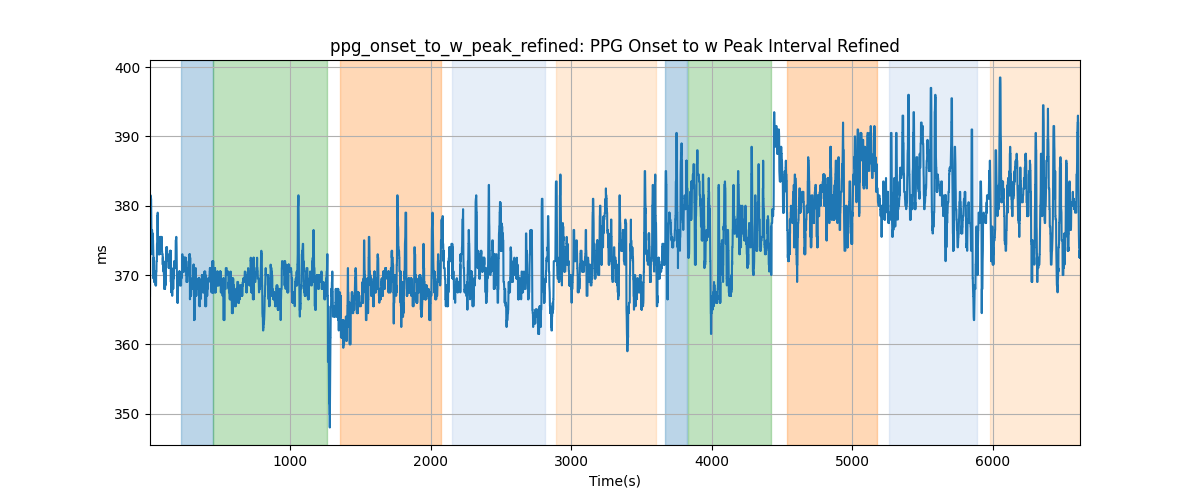 ppg_onset_to_w_peak_refined: PPG Onset to w Peak Interval Refined
400
390
380
370
360
350
ms
1000 2000 3000 4000 5000 6000
Time(s)